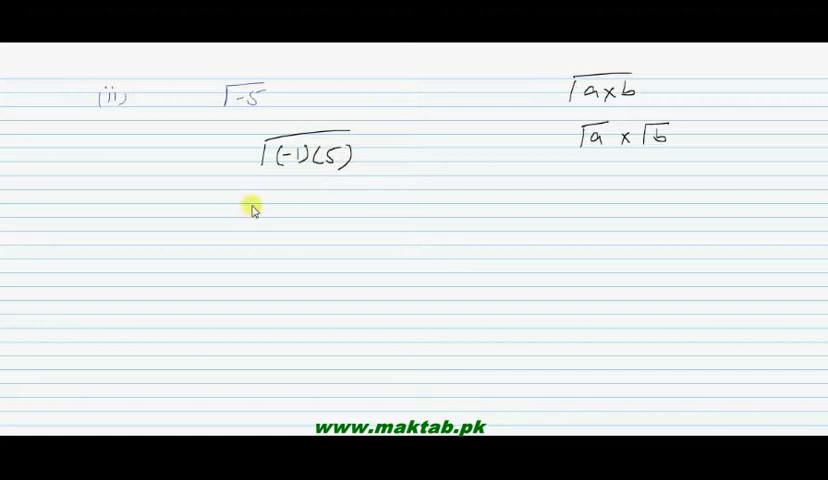 (ii) √-5
√(-1)(5)
√a×b
√a × √b
www.maktab.pk